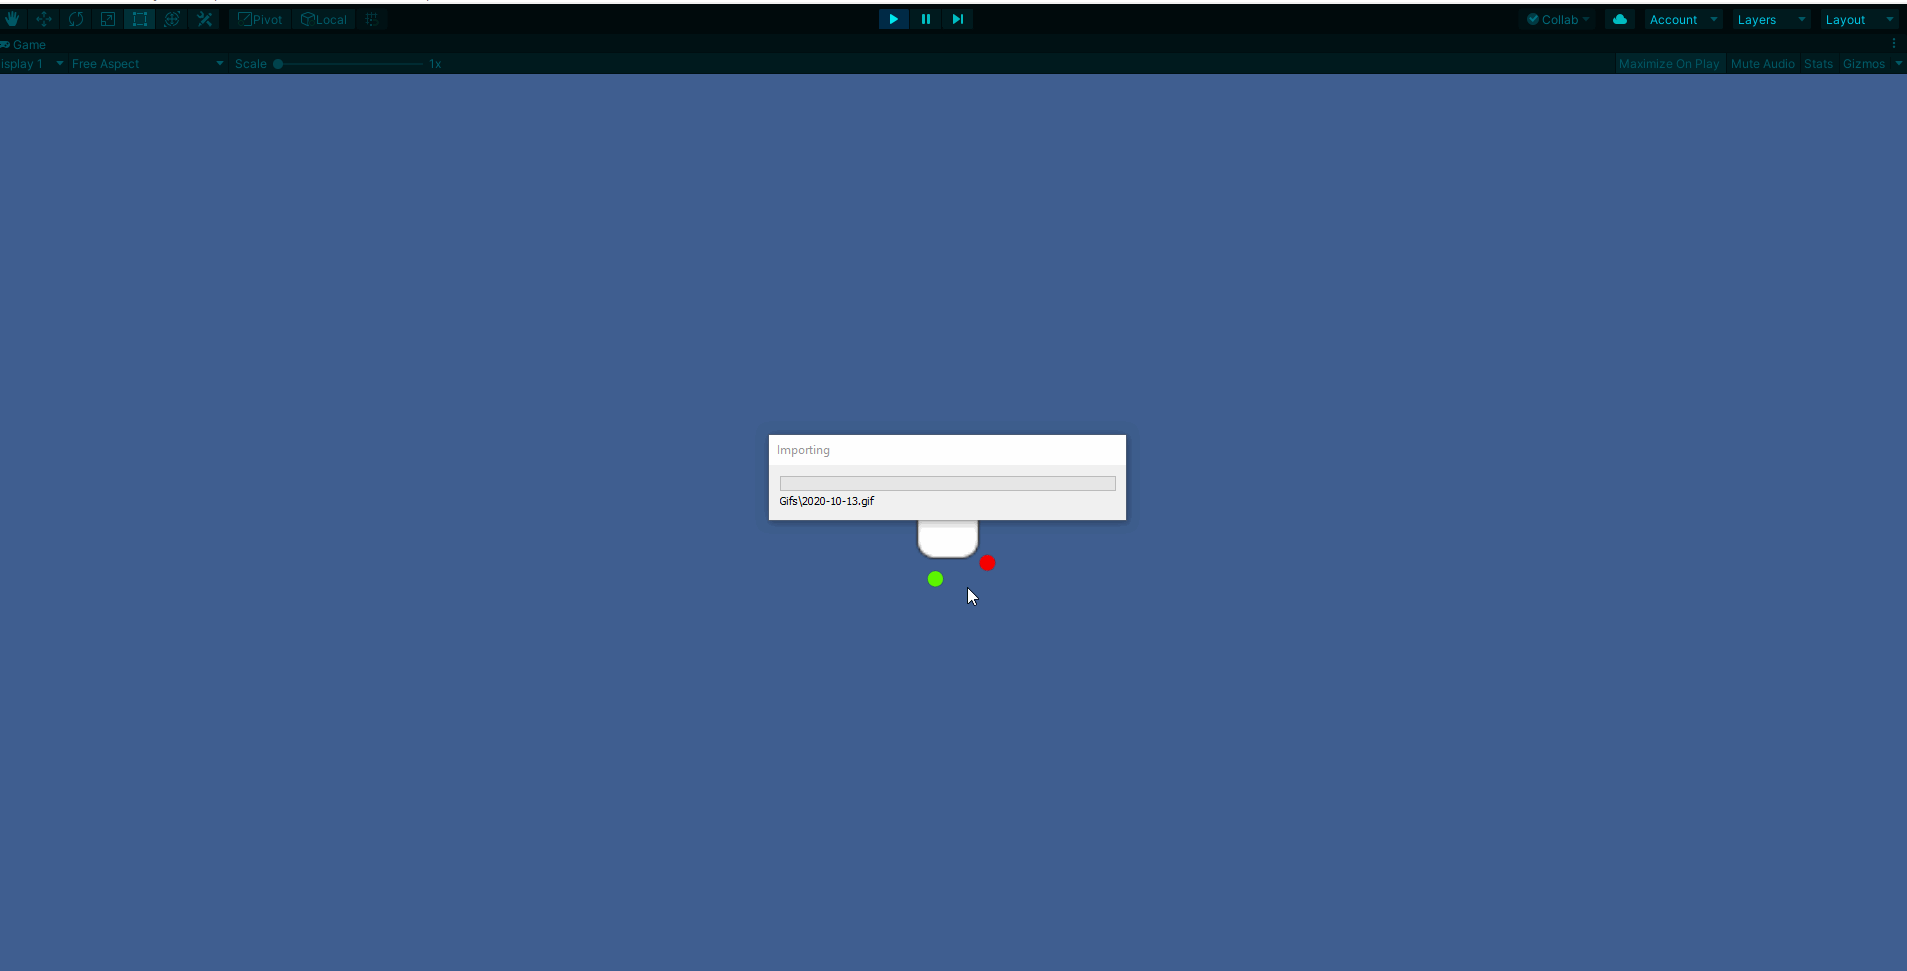 Pivot Local Collab Account Layers Layout
Game
isplay 1 Free Aspect Scale 1x Maximize On Play Mute Audio Stats Gizmos
Importing
Gifs\2020-10-13.gif